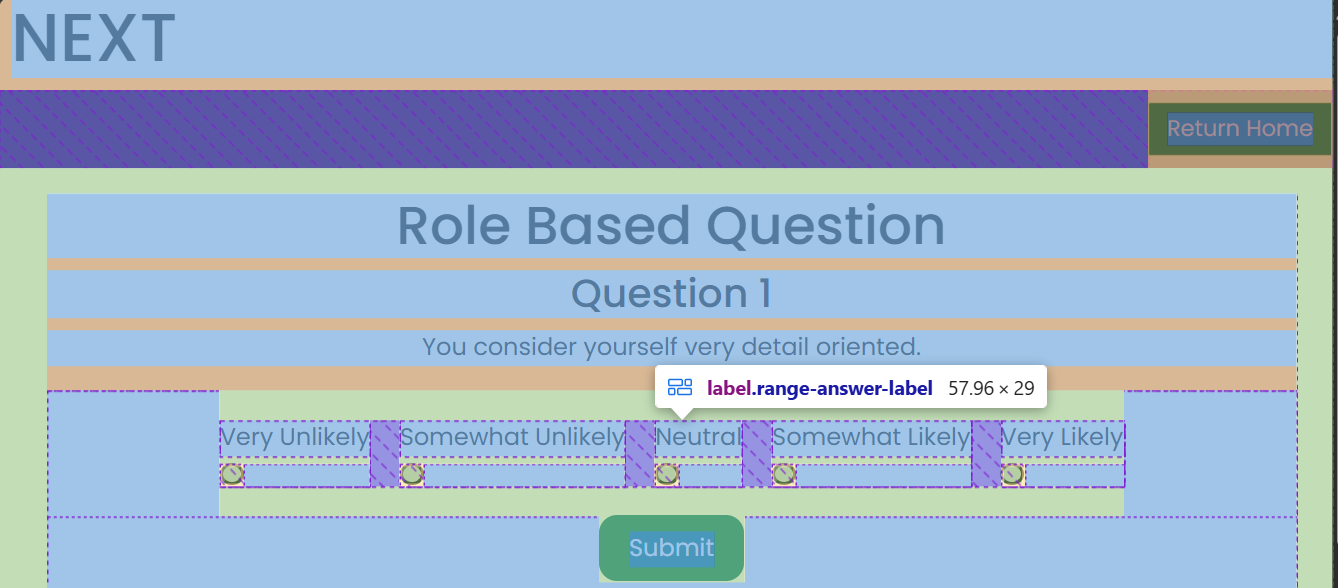 NEXT
Return Home
Role Based Question
Question 1
You consider yourself very detail oriented.
label.range-answer-label 57.96 × 29
Very Unlikely Somewhat Unlikely Neutral Somewhat Likely Very Likely
Submit